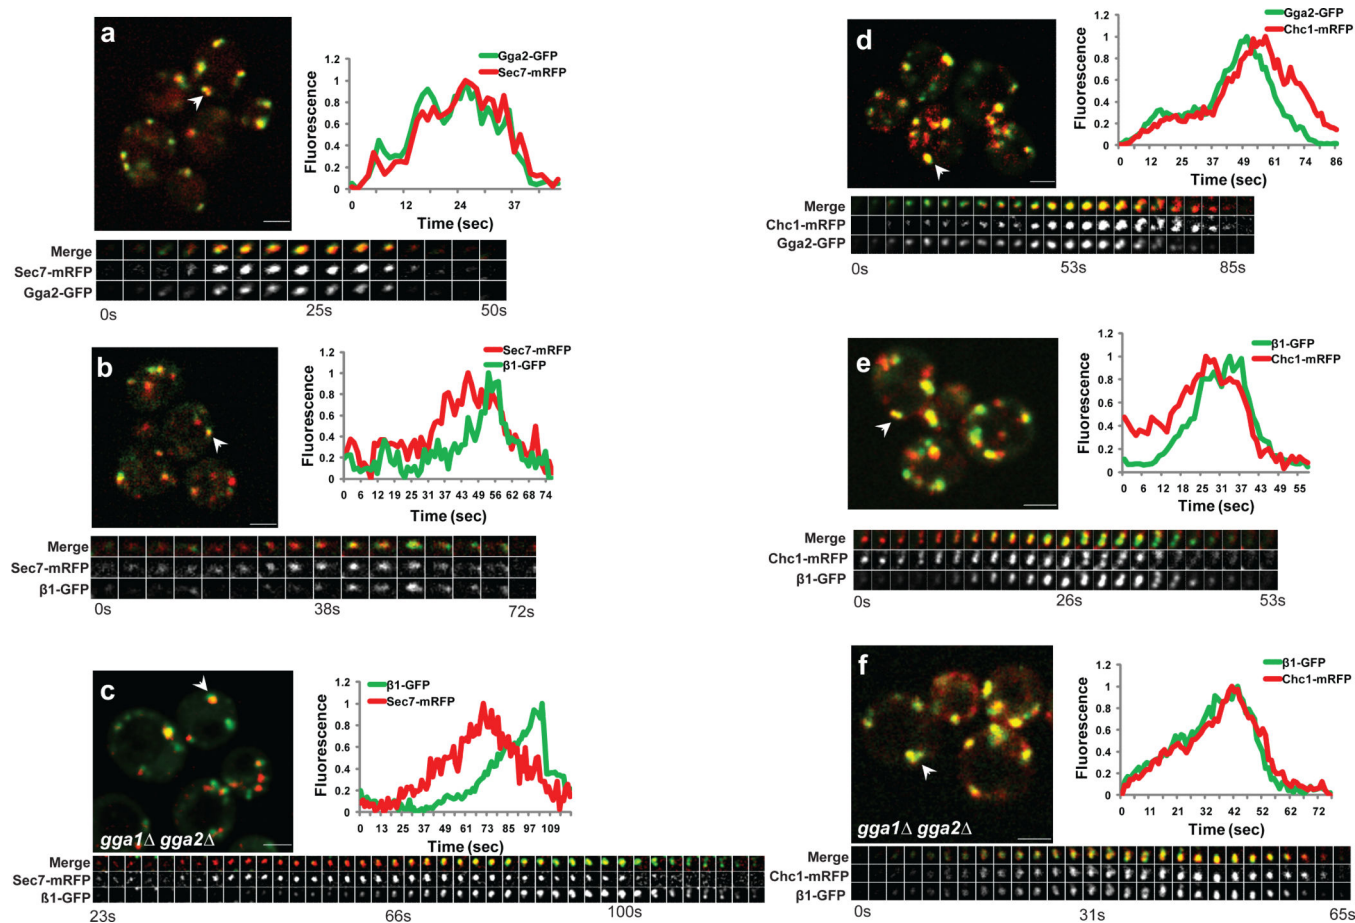 a
Gga2-GFP
Sec7-mRFP
Fluorescence
1.2
1
0.8
0.6
0.4
0.2
0
0 12 24 37
Time (sec)
Merge
Sec7-mRFP
Gga2-GFP
0s 25s 50s
b
Sec7-mRFP
β1-GFP
Fluorescence
1.2
1
0.8
0.6
0.4
0.2
0
0 6 12 19 25 31 37 43 49 56 62 68 74
Time (sec)
Merge
Sec7-mRFP
β1-GFP
0s 38s 72s
c
gga1Δ gga2Δ
β1-GFP
Sec7-mRFP
Fluorescence
1.2
1
0.8
0.6
0.4
0.2
0
0 13 25 37 49 61 73 85 97 109
Time (sec)
Merge
Sec7-mRFP
ß1-GFP
23s 66s 100s
d
Gga2-GFP
Chc1-mRFP
Fluorescence
1.2
1
0.8
0.6
0.4
0.2
0
0 12 25 37 49 61 74 86
Time (sec)
Merge
Chc1-mRFP
Gga2-GFP
0s 53s 85s
e
β1-GFP
Chc1-mRFP
Fluorescence
1.2
1
0.8
0.6
0.4
0.2
0
0 6 12 18 25 31 37 43 49 55
Time (sec)
Merge
Chc1-mRFP
β1-GFP
0s 26s 53s
f
gga1Δ gga2Δ
β1-GFP
Chc1-mRFP
Fluorescence
1.2
1
0.8
0.6
0.4
0.2
0
0 11 21 32 42 52 62 72
Time (sec)
Merge
Chc1-mRFP
β1-GFP
0s 31s 65s